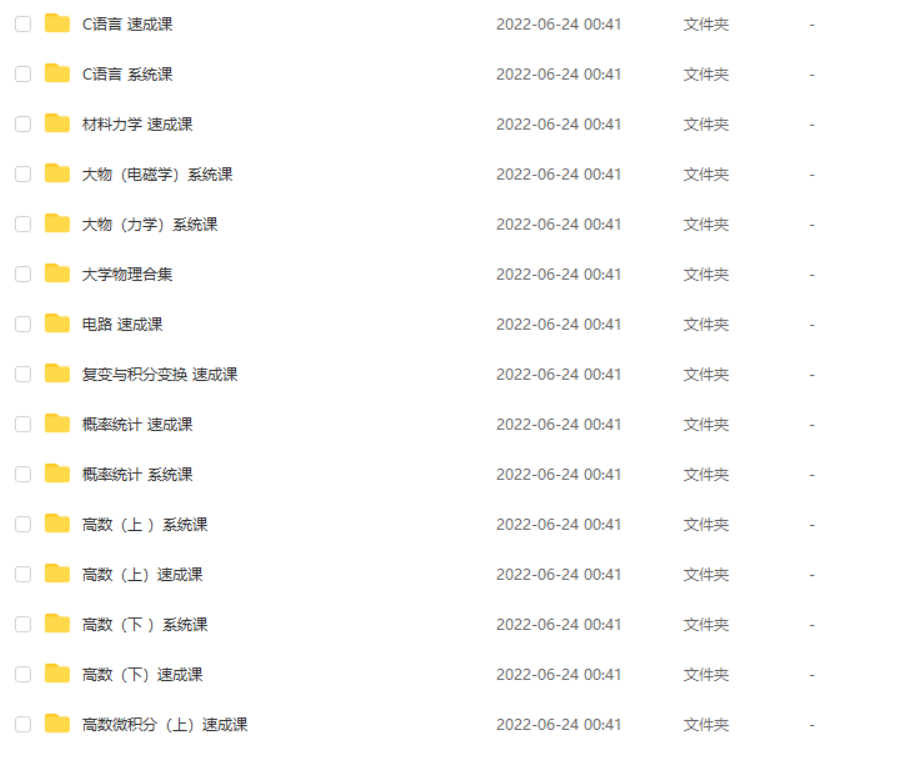 C语言 速成课 2022-06-24 00:41 文件夹 -
C语言 系统课 2022-06-24 00:41 文件夹 -
材料力学 速成课 2022-06-24 00:41 文件夹 -
大物（电磁学）系统课 2022-06-24 00:41 文件夹 -
大物（力学）系统课 2022-06-24 00:41 文件夹 -
大学物理合集 2022-06-24 00:41 文件夹 -
电路 速成课 2022-06-24 00:41 文件夹 -
复变与积分变换 速成课 2022-06-24 00:41 文件夹 -
概率统计 速成课 2022-06-24 00:41 文件夹 -
概率统计 系统课 2022-06-24 00:41 文件夹 -
高数（上 ）系统课 2022-06-24 00:41 文件夹 -
高数（上）速成课 2022-06-24 00:41 文件夹 -
高数（下 ）系统课 2022-06-24 00:41 文件夹 -
高数（下）速成课 2022-06-24 00:41 文件夹 -
高数微积分（上）速成课 2022-06-24 00:41 文件夹 -